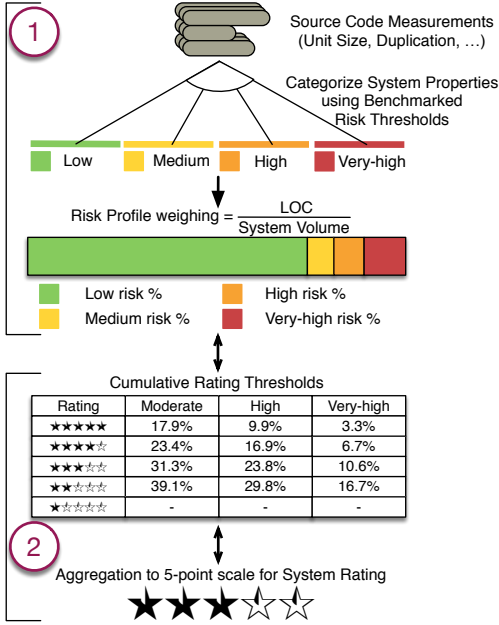 1
Source Code Measurements
(Unit Size, Duplication, …)
Categorize System Properties
using Benchmarked
Risk Thresholds
Low Medium High Very-high
Risk Profile weighing = LOC
System Volume
Low risk % High risk %
Medium risk % Very-high risk %
Cumulative Rating Thresholds
Rating Moderate High Very-high
★★★★★ 17.9% 9.9% 3.3%
★★★★☆ 23.4% 16.9% 6.7%
★★★☆☆ 31.3% 23.8% 10.6%
★★☆☆☆ 39.1% 29.8% 16.7%
★☆☆☆☆ - - -
2
Aggregation to 5-point scale for System Rating
★★★☆☆